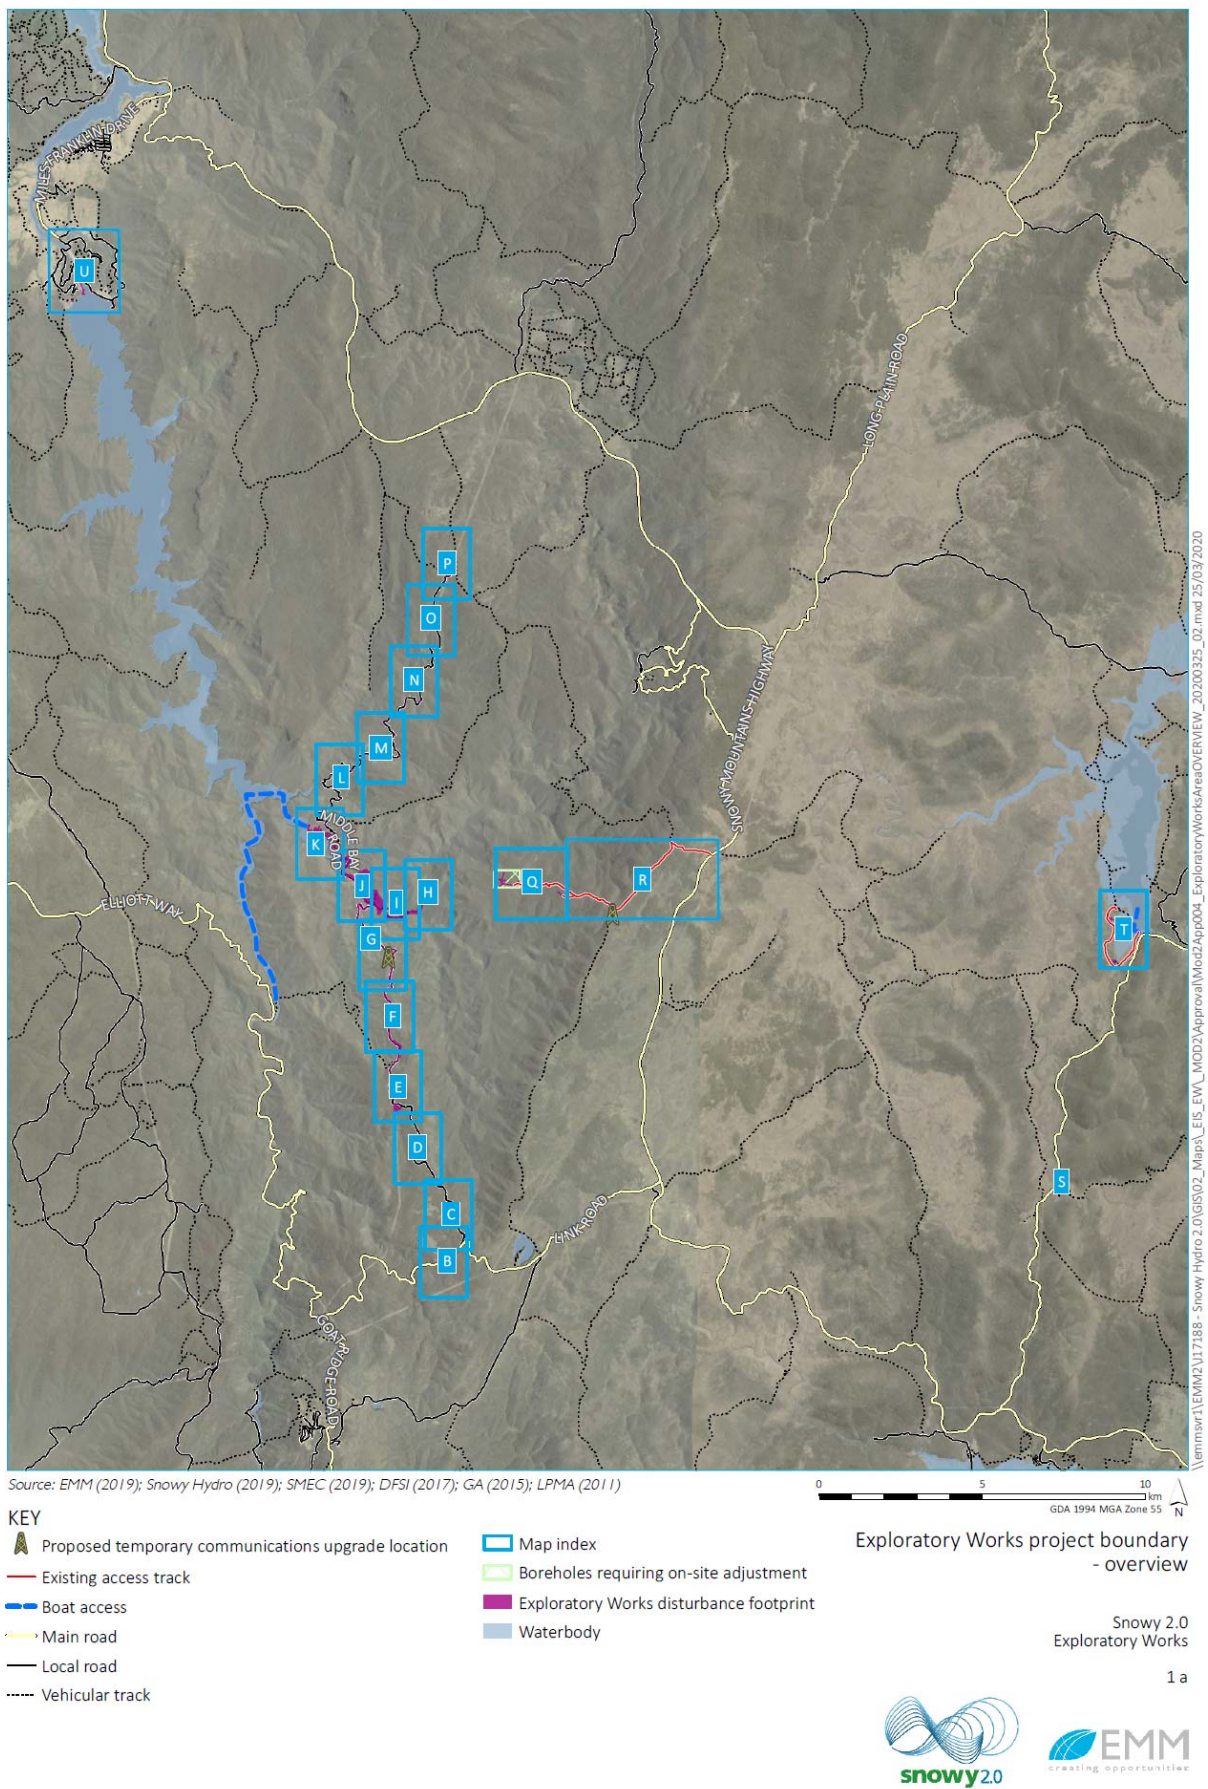 MILES FRANKLIN DRIVE
U
LONG PLAIN ROAD
P
O
N
SNOWY MOUNTAINS HIGHWAY
M
L
MIDDLE BAY
ROAD
K
J
I
H
Q
R
ELLIOTT WAY
G
T
F
E
D
S
C
LINK ROAD
B
GOAT RIDGE ROAD
\\emmsvr1\EMM2\J17188 - Snowy Hydro 2.0\GIS\02_Maps\_EIS_EW\_MOD2\Approval\Mod2App004_ExploratoryWorksAreaOVERVIEW_20200325_02.mxd 25/03/2020
Source: EMM (2019); Snowy Hydro (2019); SMEC (2019); DFSI (2017); GA (2015); LPMA (2011)
0 5 10
km
GDA 1994 MGA Zone 55 N
KEY
Proposed temporary communications upgrade location
Existing access track
Boat access
Main road
Local road
Vehicular track
Map index
Boreholes requiring on-site adjustment
Exploratory Works disturbance footprint
Waterbody
Exploratory Works project boundary
- overview
Snowy 2.0
Exploratory Works
1 a
snowy2.0
EMM
creating opportunities